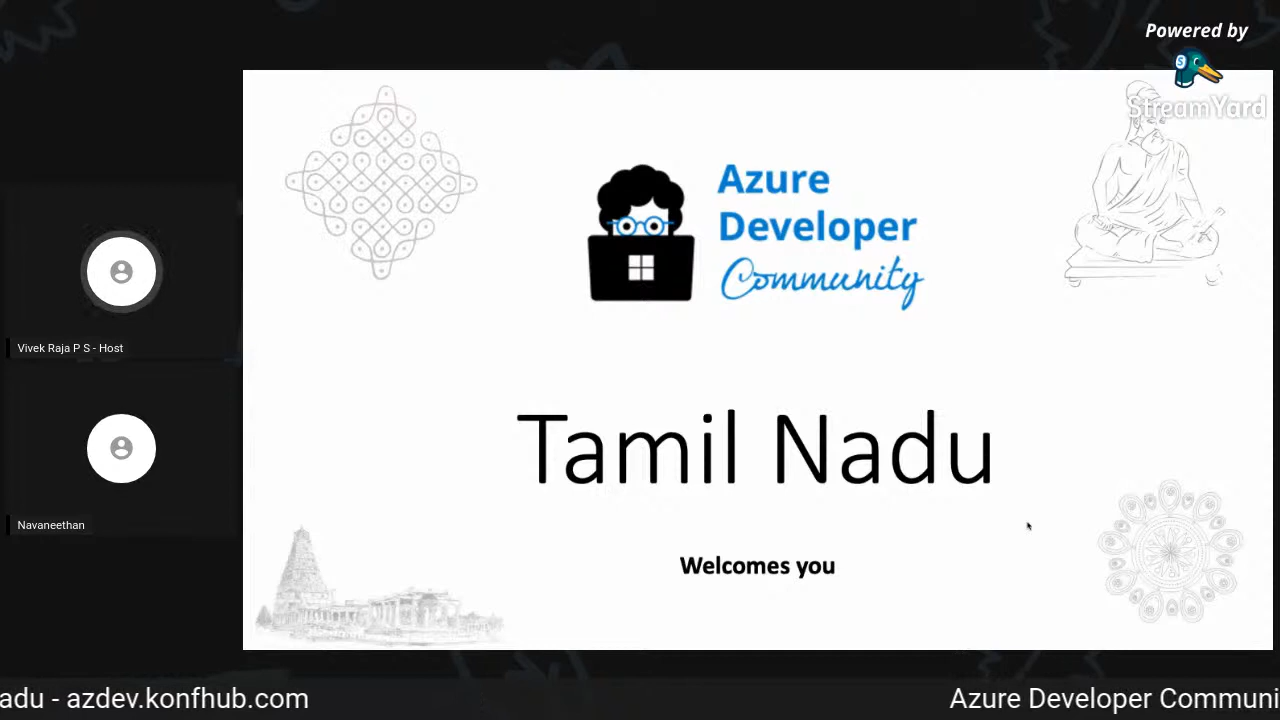 Powered by
StreamYard
Azure
Developer
Community
Tamil Nadu
Welcomes you
Vivek Raja P S - Host
Navaneethan
adu - azdev.konfhub.com
Azure Developer Communi